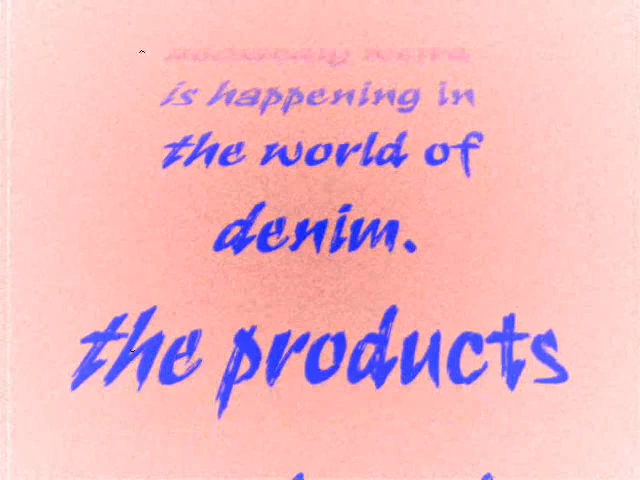 is happening in
the world of
denim.
the products